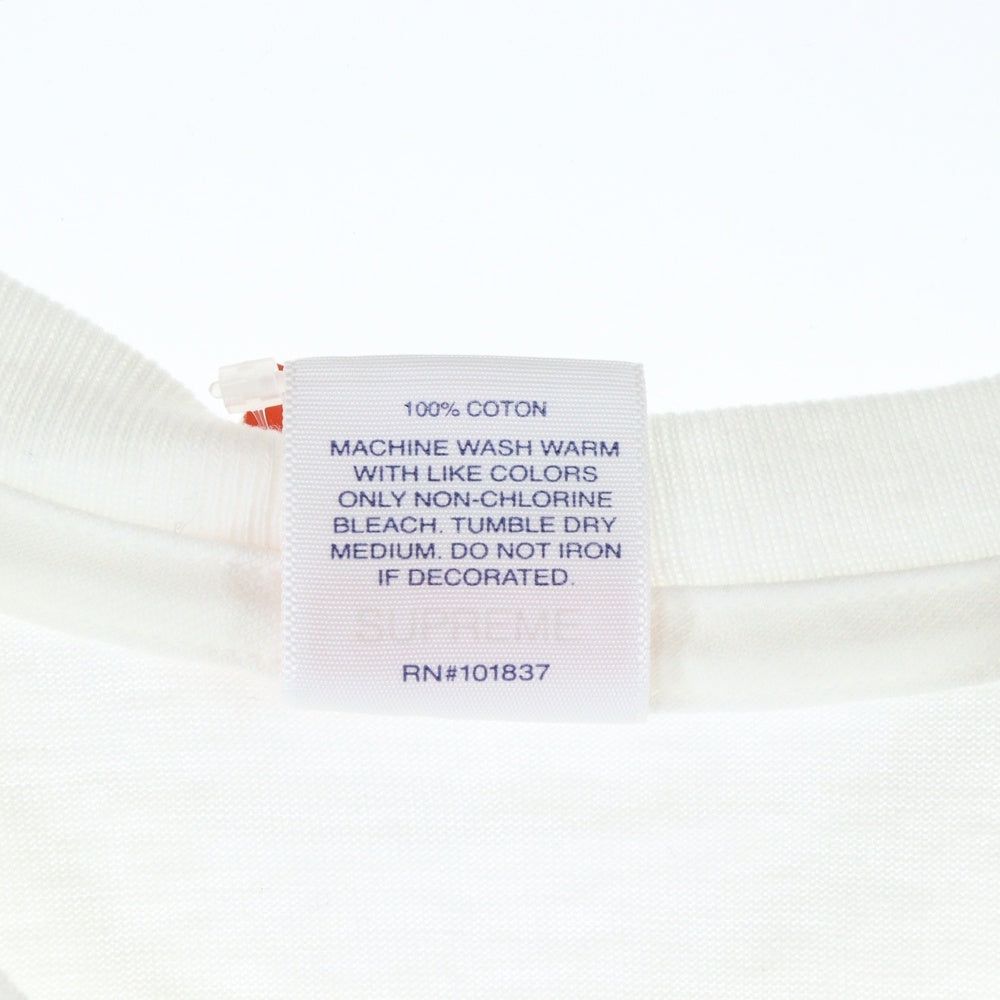 100% COTON
MACHINE WASH WARM
WITH LIKE COLORS
ONLY NON-CHLORINE
BLEACH. TUMBLE DRY
MEDIUM. DO NOT IRON
IF DECORATED.
SUPREME
RN#101837